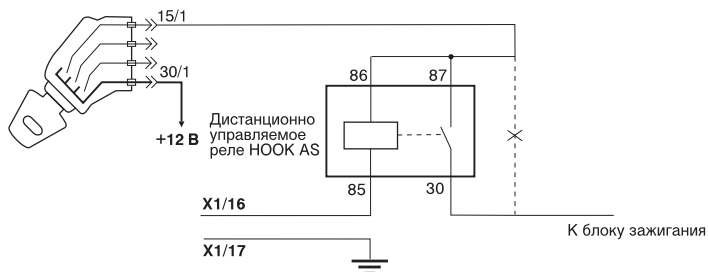 15/1
30/1
+12 В
86
87
Дистанционно
управляемое
реле HOOK AS
85
30
X1/16
К блоку зажигания
X1/17